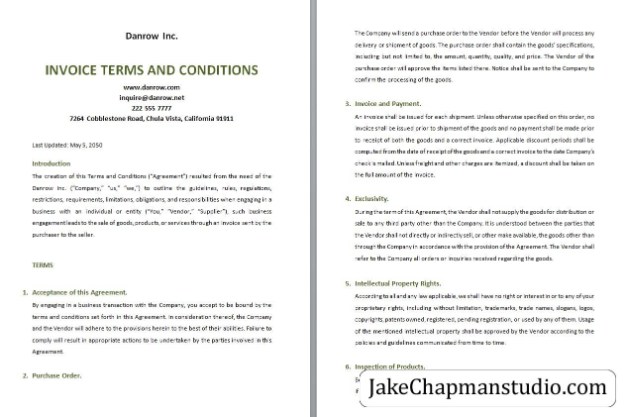 Danrow Inc.
INVOICE TERMS AND CONDITIONS
www.danrow.com
inquire@danrow.net
222 555 7777
7264 Cobblestone Road, Chula Vista, California 91911
Last Updated: May 5, 2050
Introduction
The creation of this Terms and Conditions ("Agreement") resulted from the need of the
Danrow Inc. ("Company," "us," "we,") to outline the guidelines, rules, regulations,
restrictions, requirements, limitations, obligations, and responsibilities when engaging in a
business with an individual or entity ("You," "Vendor," "Supplier"), such business
engagement leads to the sale of goods, products, or services through an invoice sent by the
purchaser to the seller.
TERMS
1. Acceptance of this Agreement.
By engaging in a business transaction with the Company, you accept to be bound by the
terms and conditions set forth in this Agreement. In consideration thereof, the Company
and the Vendor will adhere to the provisions herein to the best of their abilities. Failure to
comply will result in appropriate actions to be undertaken by the parties involved in this
Agreement.
2. Purchase Order.
The Company will send a purchase order to the Vendor before the Vendor will process any
delivery or shipment of goods. The purchase order shall contain the goods' specifications,
including but not limited to, the amount, quantity, quality, and price. The Vendor of the
purchase order will approve the items listed there. Notice shall be sent to the Company to
confirm the processing of the goods.
3. Invoice and Payment.
An invoice shall be issued for each shipment. Unless otherwise specified on this order, no
invoice shall be issued prior to shipment of the goods and no payment shall be made prior
to receipt of both the goods and a correct invoice. Applicable discount periods shall be
computed from the date of receipt of the goods and a correct invoice to the date Company's
check is mailed. Unless freight and other charges are itemized, a discount shall be taken on
the full amount of the invoice.
4. Exclusivity.
During the term of this Agreement, the Vendor shall not supply the goods for distribution or
sale to any third party other than the Company. It is understood between the parties that
the Vendor shall not directly or indirectly sell, or other make available, the goods other than
through the Company in accordance with the provision of the Agreement. The Vendor shall
refer to the Company all orders or inquiries received regarding the goods.
5. Intellectual Property Rights.
According to all and any law applicable, we shall have no right or interest in or to any of your
proprietary rights, including without limitation, trademarks, trade names, slogans, logos,
copyrights, patents owned, registered, pending registration, or used by any of them. Usage
of the mentioned intellectual property shall be approved by the Vendor according to the
policies and guidelines communicated from time to time.
6. Inspection of Products.
JakeChapmanstudio.com